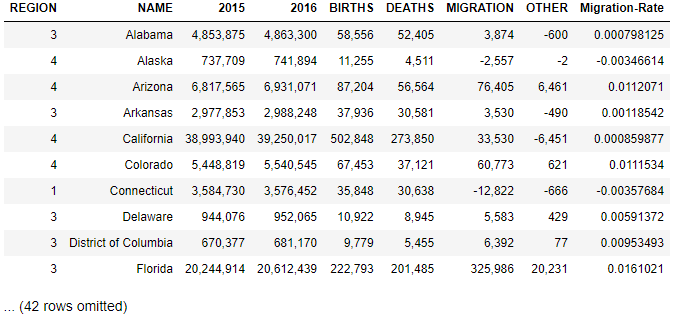 REGION NAME 2015 2016 BIRTHS DEATHS MIGRATION OTHER Migration-Rate
3 Alabama 4,853,875 4,863,300 58,556 52,405 3,874 -600 0.000798125
4 Alaska 737,709 741,894 11,255 4,511 -2,557 -2 -0.00346614
4 Arizona 6,817,565 6,931,071 87,204 56,564 76,405 6,461 0.0112071
3 Arkansas 2,977,853 2,988,248 37,936 30,581 3,530 -490 0.00118542
4 California 38,993,940 39,250,017 502,848 273,850 33,530 -6,451 0.000859877
4 Colorado 5,448,819 5,540,545 67,453 37,121 60,773 621 0.0111534
1 Connecticut 3,584,730 3,576,452 35,848 30,638 -12,822 -666 -0.00357684
3 Delaware 944,076 952,065 10,922 8,945 5,583 429 0.00591372
3 District of Columbia 670,377 681,170 9,779 5,455 6,392 77 0.00953493
3 Florida 20,244,914 20,612,439 222,793 201,485 325,986 20,231 0.0161021
... (42 rows omitted)